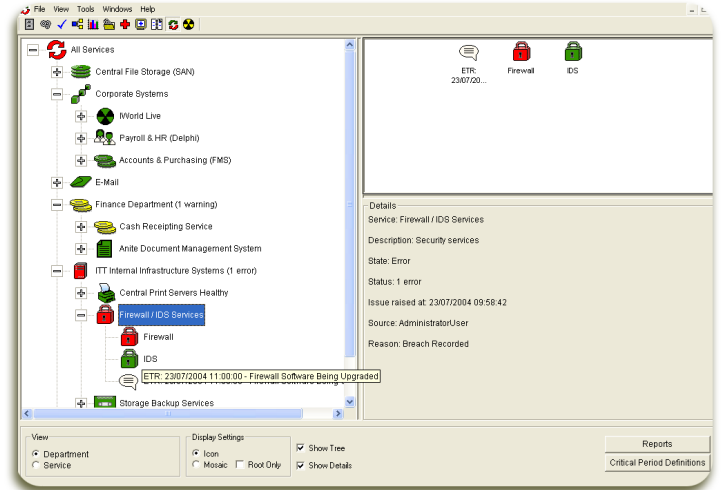 File View Tools Windows Help
All Services
Central File Storage (SAN)
Corporate Systems
IWorld Live
Payroll & HR (Delphi)
Accounts & Purchasing (FMS)
E-Mail
Finance Department (1 warning)
Cash Receipting Service
Anite Document Management System
ITT Internal Infrastructure Systems (1 error)
Central Print Servers Healthy
Firewall / IDS Services
Firewall
IDS
ETR: 23/07/2004 11:00:00 - Firewall Software Being Upgraded
Storage Backup Services
ETR:
23/07/20...
Firewall
IDS
Details
Service: Firewall / IDS Services
Description: Security services
State: Error
Status: 1 error
Issue raised at: 23/07/2004 09:58:42
Source: AdministratorUser
Reason: Breach Recorded
View
Department
Service
Display Settings
Icon
Mosaic Root Only
Show Tree
Show Details
Reports
Critical Period Definitions